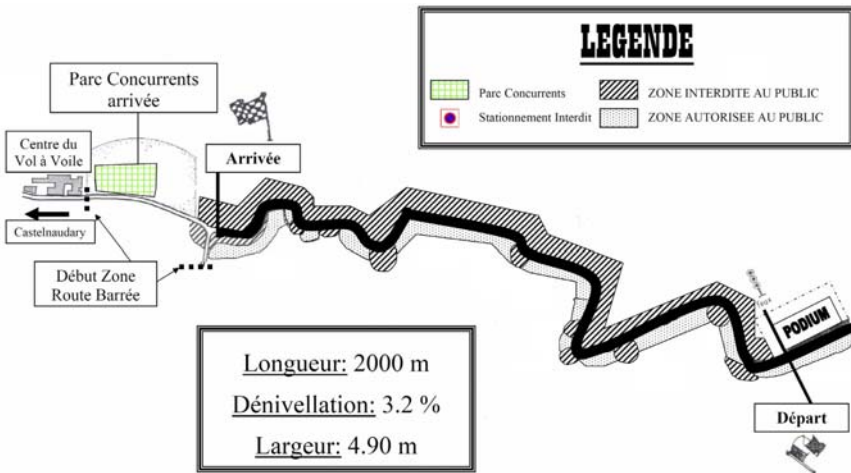 LEGENDE
Parc Concurrents
ZONE INTERDITE AU PUBLIC
Stationnement Interdit
ZONE AUTORISEE AU PUBLIC
Parc Concurrents
arrivée
Centre du
Vol à Voile
Arrivée
Castelnaudary
Début Zone
Route Barrée
PODIUM
Départ
Longueur: 2000 m
Dénivellation: 3.2 %
Largeur: 4.90 m